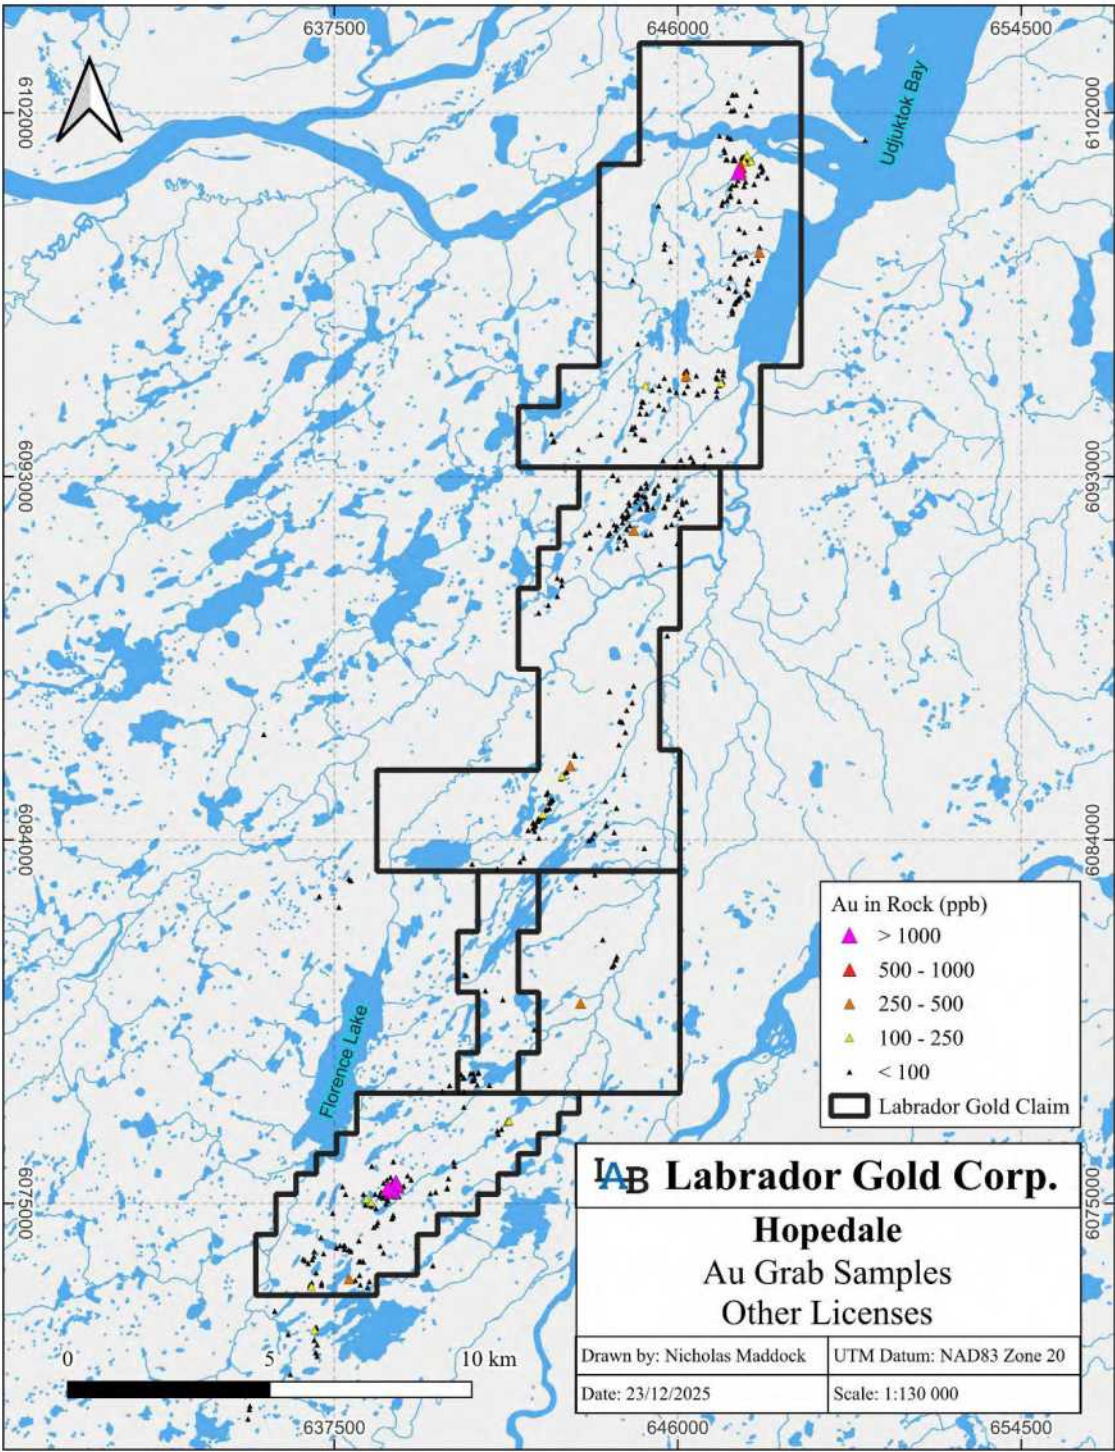 637500
646000
654500
6102000
6102000
Udjuktok Bay
6093000
6093000
6084000
6084000
Au in Rock (ppb)
> 1000
500 - 1000
250 - 500
100 - 250
< 100
Labrador Gold Claim
Florence Lake
LAB Labrador Gold Corp.
6075000
6075000
Hopedale
Au Grab Samples
Other Licenses
Drawn by: Nicholas Maddock
UTM Datum: NAD83 Zone 20
Date: 23/12/2025
Scale: 1:130 000
0
5
10 km
637500
646000
654500